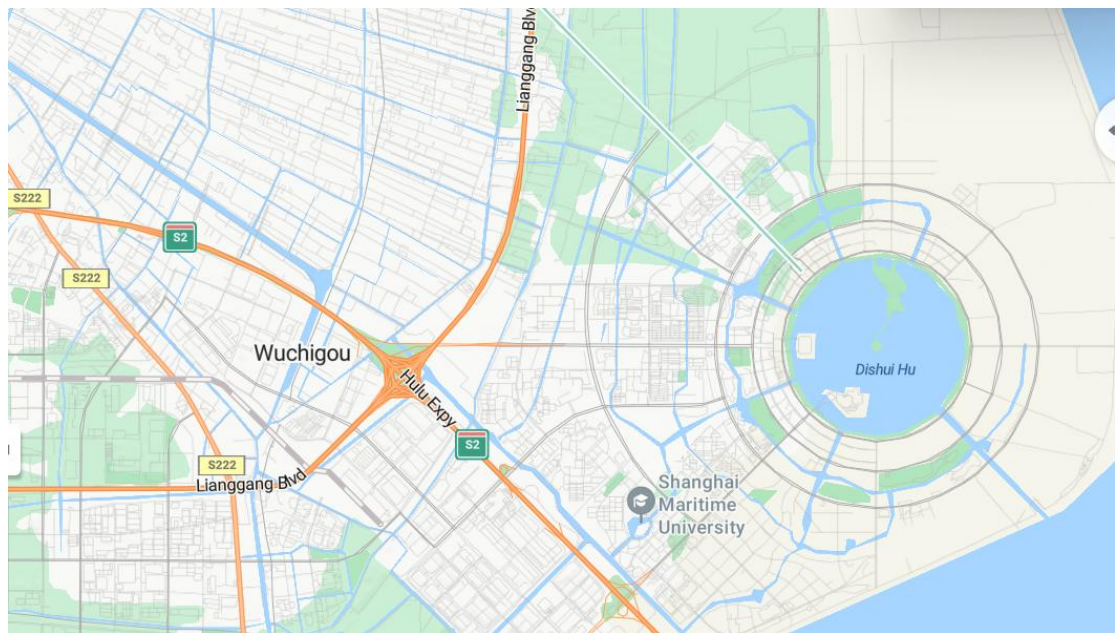 Lianggang Blvd
S222
S2
S222
Wuchigou
Dishui Hu
Hulu Expy
S2
S222
Lianggang Blvd
Shanghai
Maritime
University